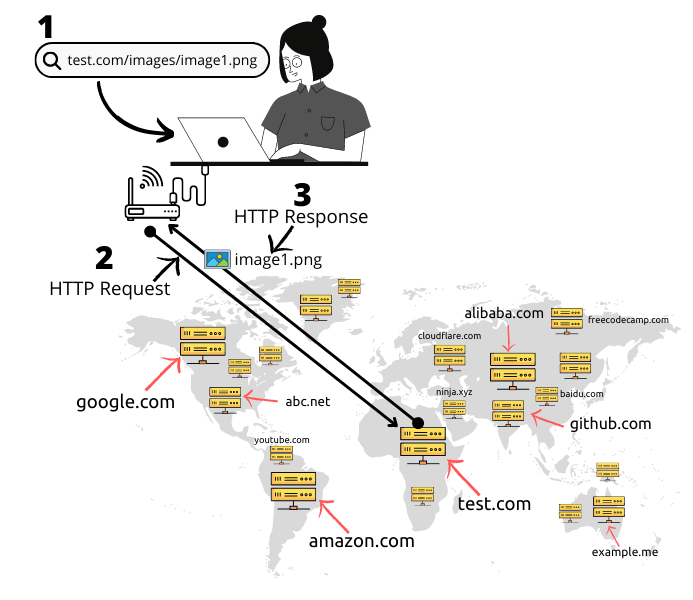 1
test.com/images/image1.png
3
HTTP Response
2
image1.png
HTTP Request
alibaba.com
freecodecamp.com
cloudflare.com
google.com
abc.net
ninja.xyz
baidu.com
github.com
youtube.com
test.com
amazon.com
example.me